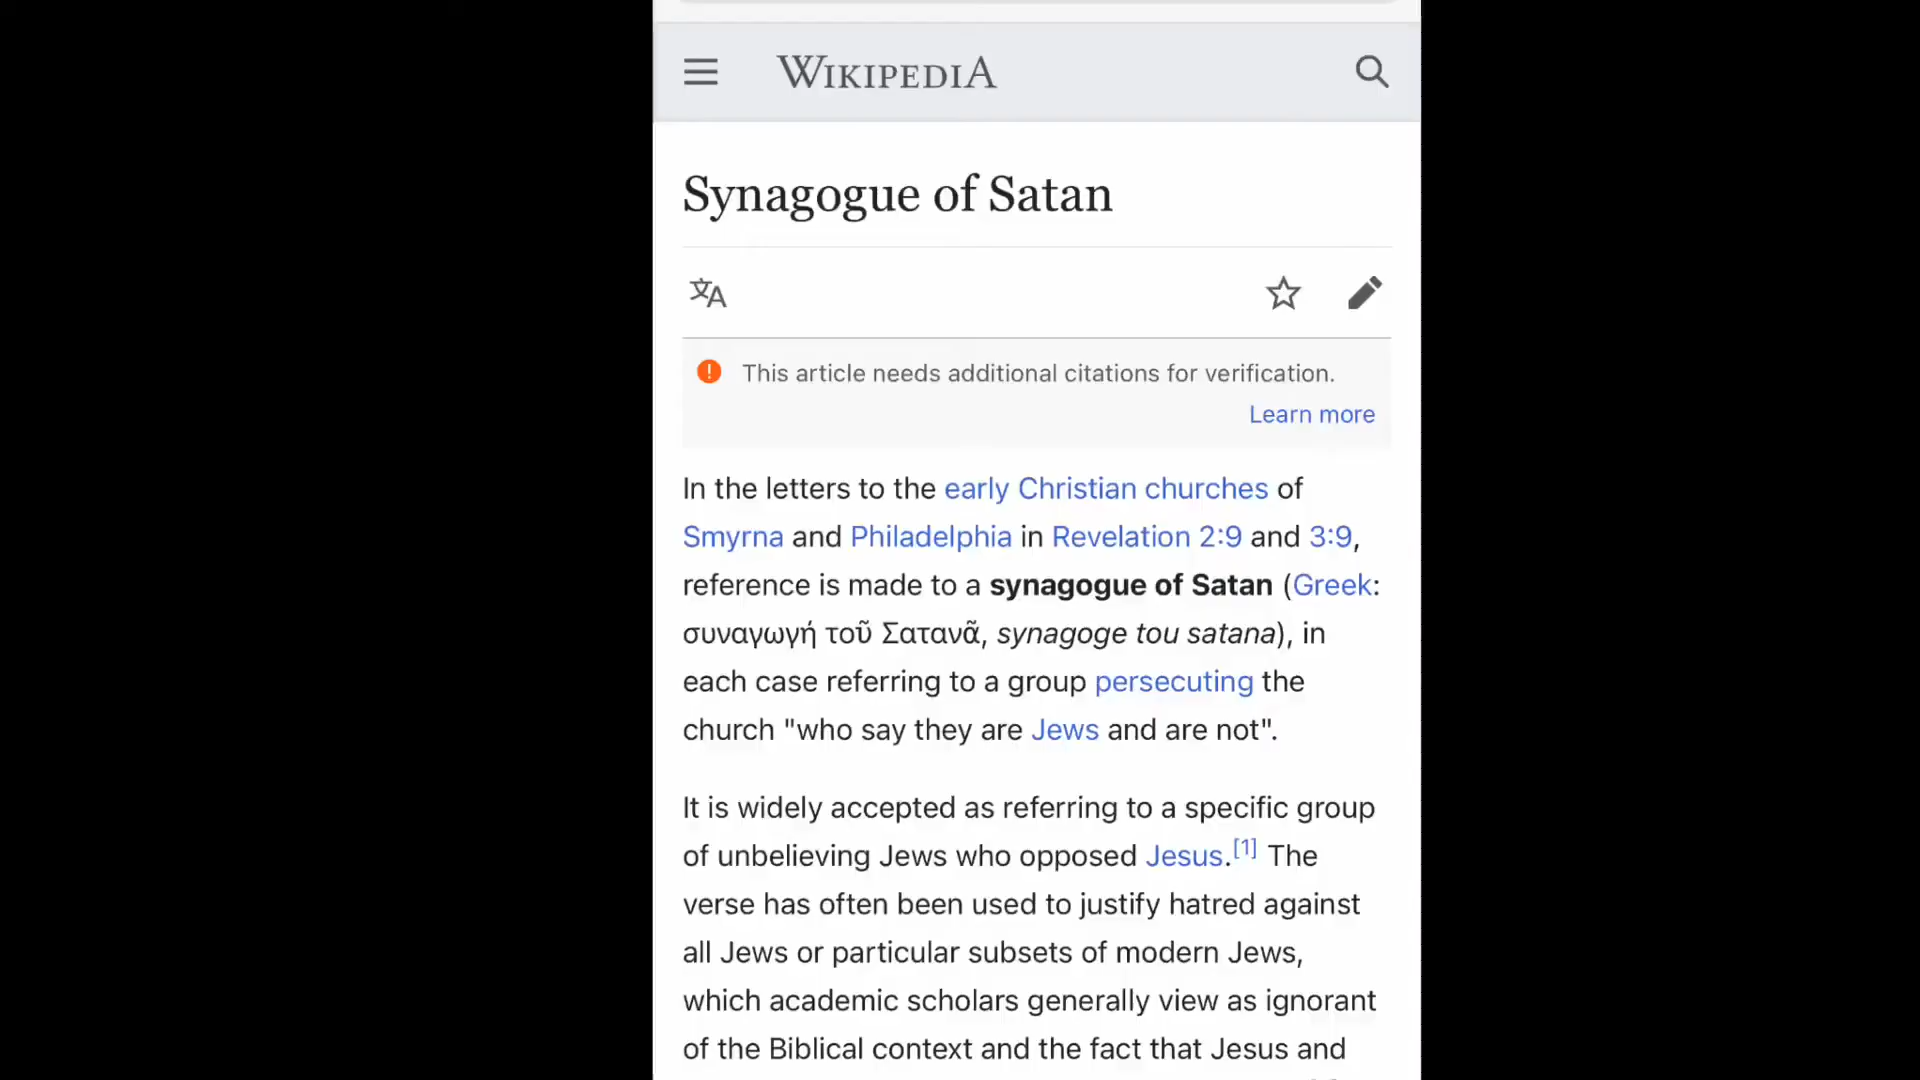 WIKIPEDIA
Synagogue of Satan
This article needs additional citations for verification.
Learn more
In the letters to the early Christian churches of
Smyrna and Philadelphia in Revelation 2:9 and 3:9,
reference is made to a synagogue of Satan (Greek:
συναγωγή τοῦ Σατανᾶ, synagoge tou satana), in
each case referring to a group persecuting the
church "who say they are Jews and are not".
It is widely accepted as referring to a specific group
of unbelieving Jews who opposed Jesus.[1] The
verse has often been used to justify hatred against
all Jews or particular subsets of modern Jews,
which academic scholars generally view as ignorant
of the Biblical context and the fact that Jesus and